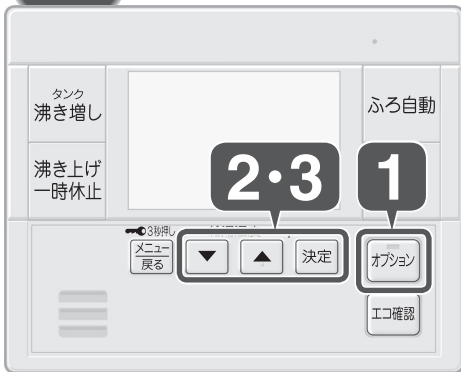 タンク
沸き増し
ふろ自動
沸き上げ
一時休止
2・3
1
3秒押し
メニュー
戻る
▼
▲
決定
オプション
エコ確認